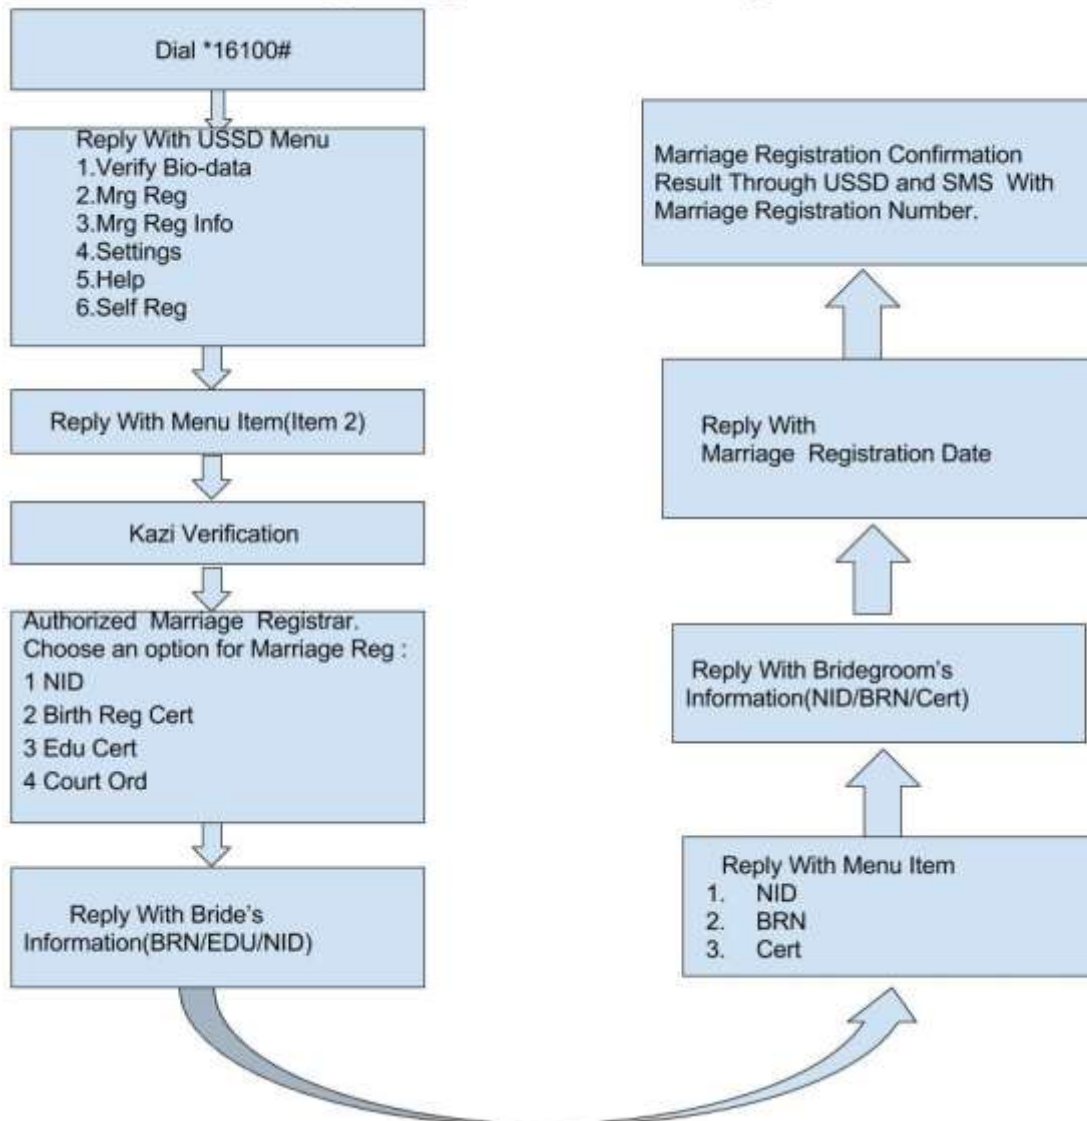 Dial *16100#
Reply With USSD Menu
1.Verify Bio-data
2.Mrg Reg
3.Mrg Reg Info
4.Settings
5.Help
6.Self Reg
Reply With Menu Item(Item 2)
Kazi Verification
Authorized Marriage Registrar.
Choose an option for Marriage Reg :
1 NID
2 Birth Reg Cert
3 Edu Cert
4 Court Ord
Reply With Bride's
Information(BRN/EDU/NID)
Reply With Menu Item
1. NID
2. BRN
3. Cert
Reply With Bridegroom's
Information(NID/BRN/Cert)
Reply With
Marriage Registration Date
Marriage Registration Confirmation
Result Through USSD and SMS With
Marriage Registration Number.